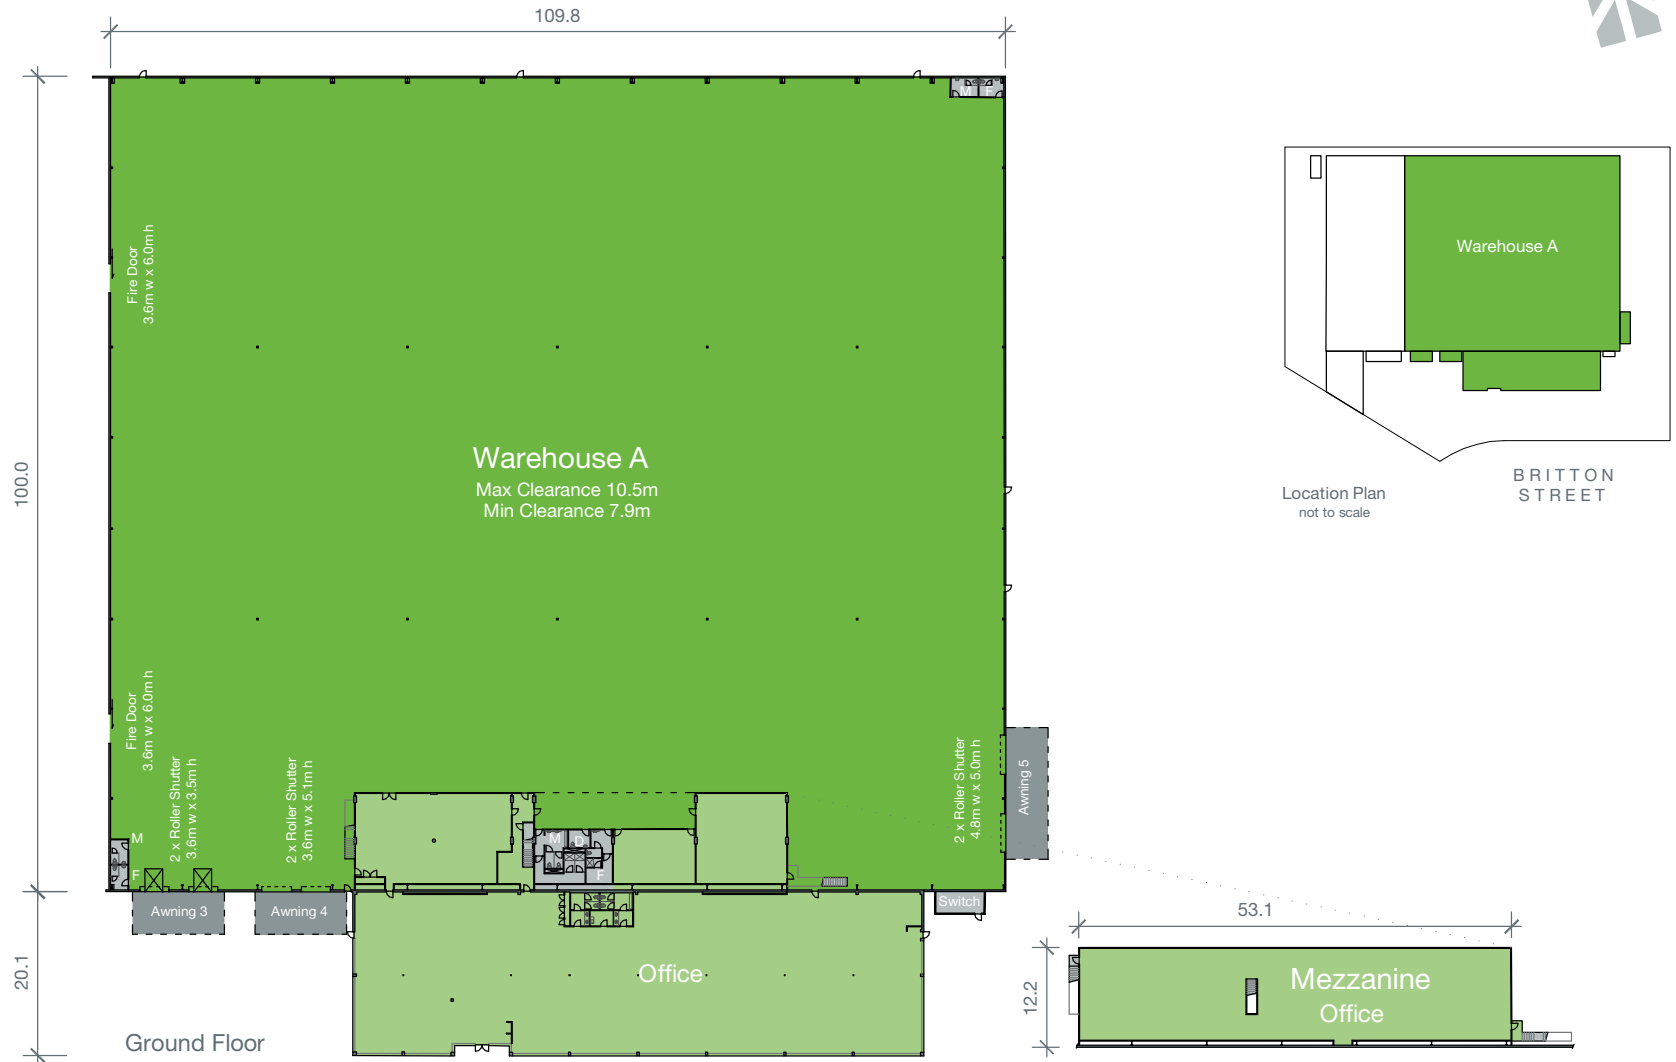 109.8
100.0
M F
Fire Door
3.6m w x 6.0m h
Warehouse A
Max Clearance 10.5m
Min Clearance 7.9m
Fire Door
3.6m w x 6.0m h
2 x Roller Shutter
3.6m w x 3.5m h
2 x Roller Shutter
3.6m w x 5.1m h
2 x Roller Shutter
4.8m w x 5.0m h
Awning 5
M
F
M D
F
Awning 3
Awning 4
Switch
20.1
Office
Ground Floor
Warehouse A
Location Plan
not to scale
BRITTON
STREET
53.1
12.2
Mezzanine
Office